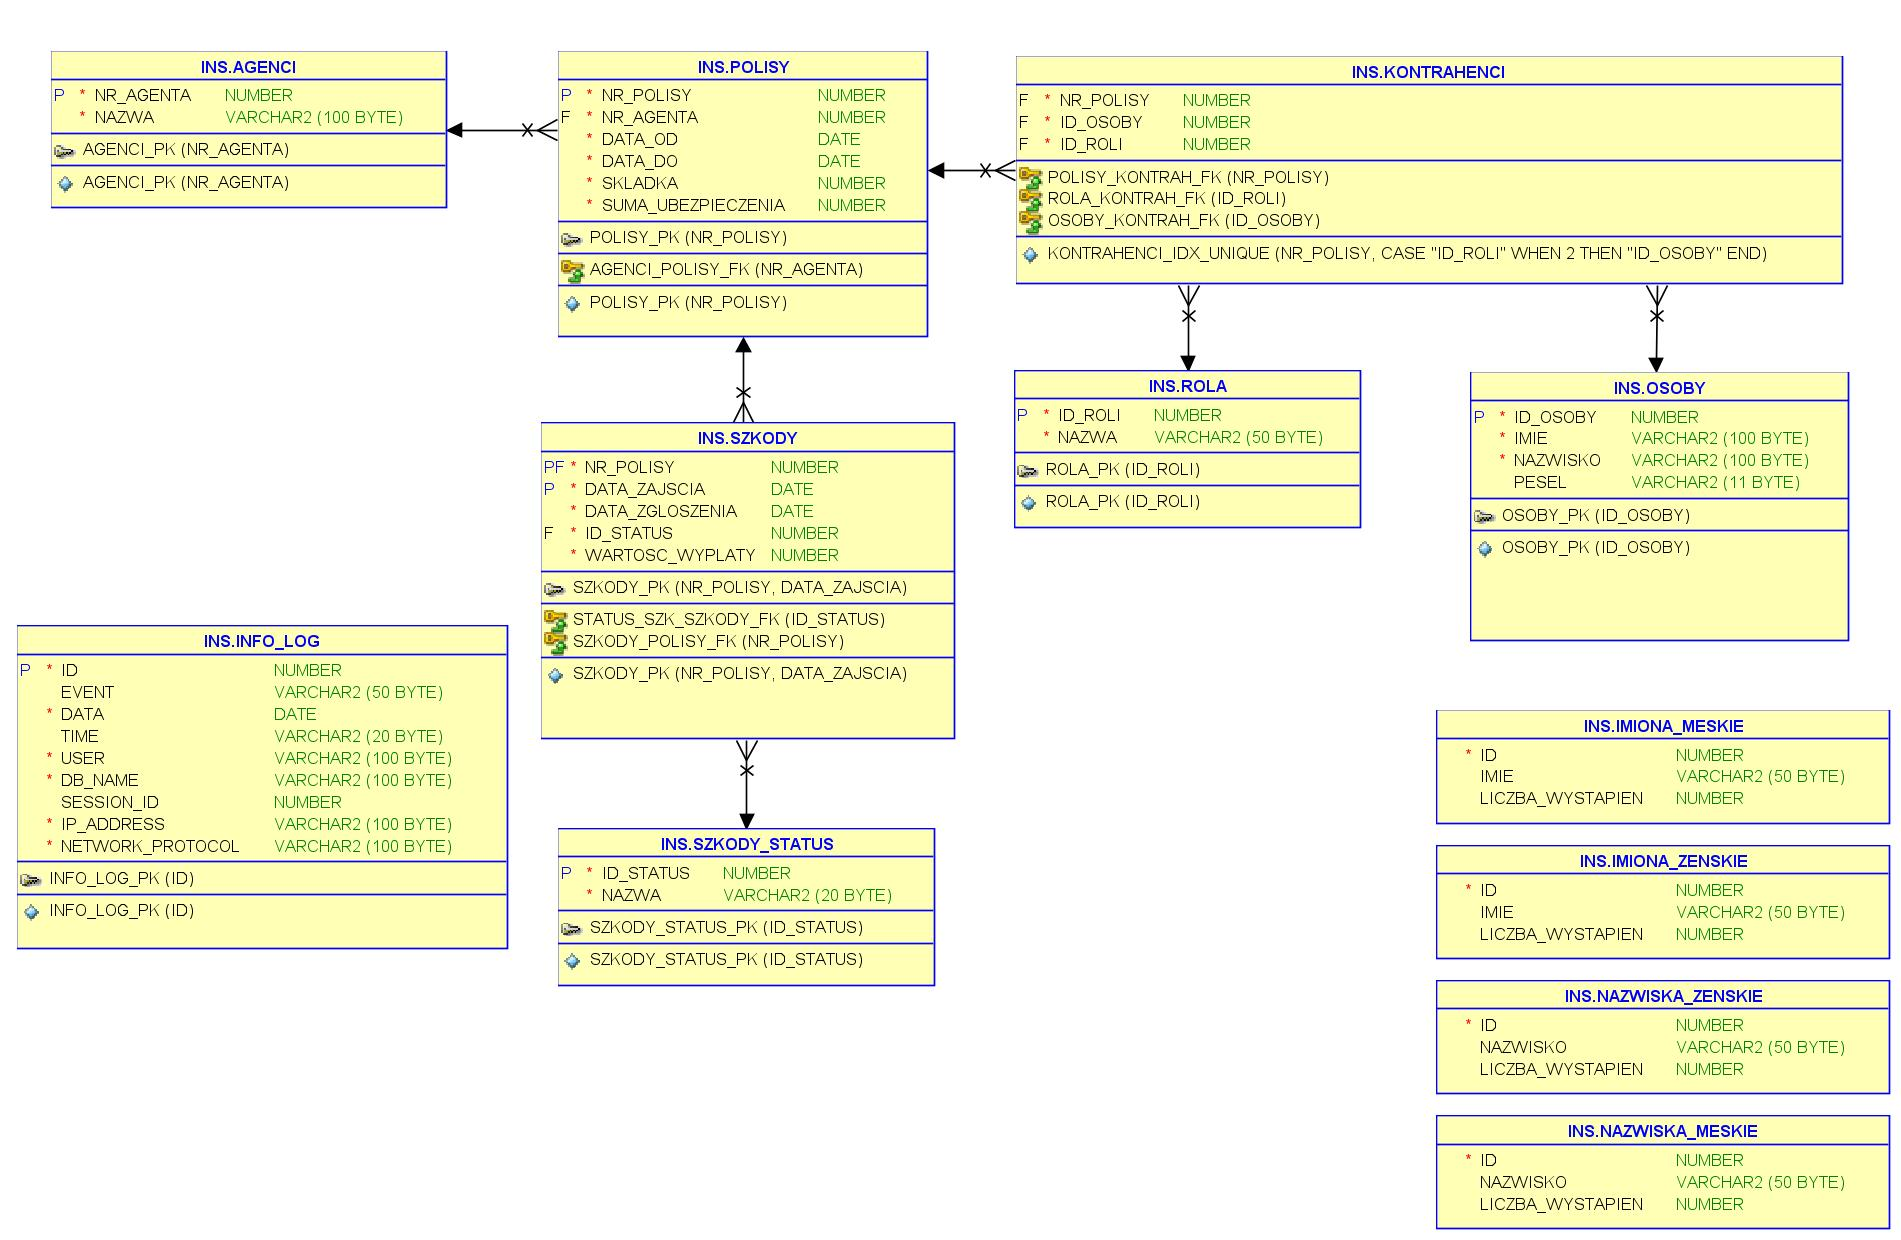 INS.AGENCI
P * NR_AGENTA NUMBER
* NAZWA VARCHAR2 (100 BYTE)
AGENCI_PK (NR_AGENTA)
AGENCI_PK (NR_AGENTA)
INS.POLISY
P * NR_POLISY NUMBER
F * NR_AGENTA NUMBER
* DATA_OD DATE
* DATA_DO DATE
* SKLADKA NUMBER
* SUMA_UBEZPIECZENIA NUMBER
POLISY_PK (NR_POLISY)
AGENCI_POLISY_FK (NR_AGENTA)
POLISY_PK (NR_POLISY)
INS.KONTRAHENCI
F * NR_POLISY NUMBER
F * ID_OSOBY NUMBER
F * ID_ROLI NUMBER
POLISY_KONTRAH_FK (NR_POLISY)
ROLA_KONTRAH_FK (ID_ROLI)
OSOBY_KONTRAH_FK (ID_OSOBY)
KONTRAHENCI_IDX_UNIQUE (NR_POLISY, CASE "ID_ROLI" WHEN 2 THEN "ID_OSOBY" END)
INS.ROLA
P * ID_ROLI NUMBER
* NAZWA VARCHAR2 (50 BYTE)
ROLA_PK (ID_ROLI)
ROLA_PK (ID_ROLI)
INS.OSOBY
P * ID_OSOBY NUMBER
* IMIE VARCHAR2 (100 BYTE)
* NAZWISKO VARCHAR2 (100 BYTE)
PESEL VARCHAR2 (11 BYTE)
OSOBY_PK (ID_OSOBY)
OSOBY_PK (ID_OSOBY)
INS.SZKODY
PF * NR_POLISY NUMBER
P * DATA_ZAJSCIA DATE
* DATA_ZGLOSZENIA DATE
F * ID_STATUS NUMBER
* WARTOSC_WYPLATY NUMBER
SZKODY_PK (NR_POLISY, DATA_ZAJSCIA)
STATUS_SZK_SZKODY_FK (ID_STATUS)
SZKODY_POLISY_FK (NR_POLISY)
SZKODY_PK (NR_POLISY, DATA_ZAJSCIA)
INS.INFO_LOG
P * ID NUMBER
EVENT VARCHAR2 (50 BYTE)
* DATA DATE
TIME VARCHAR2 (20 BYTE)
* USER VARCHAR2 (100 BYTE)
* DB_NAME VARCHAR2 (100 BYTE)
SESSION_ID NUMBER
* IP_ADDRESS VARCHAR2 (100 BYTE)
* NETWORK_PROTOCOL VARCHAR2 (100 BYTE)
INFO_LOG_PK (ID)
INFO_LOG_PK (ID)
INS.SZKODY_STATUS
P * ID_STATUS NUMBER
* NAZWA VARCHAR2 (20 BYTE)
SZKODY_STATUS_PK (ID_STATUS)
SZKODY_STATUS_PK (ID_STATUS)
INS.IMIONA_MESKIE
* ID NUMBER
IMIE VARCHAR2 (50 BYTE)
LICZBA_WYSTAPIEN NUMBER
INS.IMIONA_ZENSKIE
* ID NUMBER
IMIE VARCHAR2 (50 BYTE)
LICZBA_WYSTAPIEN NUMBER
INS.NAZWISKA_ZENSKIE
* ID NUMBER
NAZWISKO VARCHAR2 (50 BYTE)
LICZBA_WYSTAPIEN NUMBER
INS.NAZWISKA_MESKIE
* ID NUMBER
NAZWISKO VARCHAR2 (50 BYTE)
LICZBA_WYSTAPIEN NUMBER